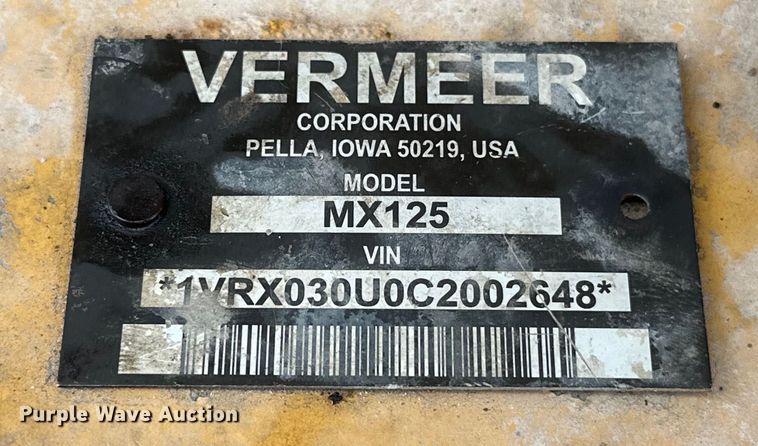 VERMEER
CORPORATION
PELLA, IOWA 50219, USA
MODEL
MX125
VIN
*1VRX030U0C2002648*
Purple Wave Auction